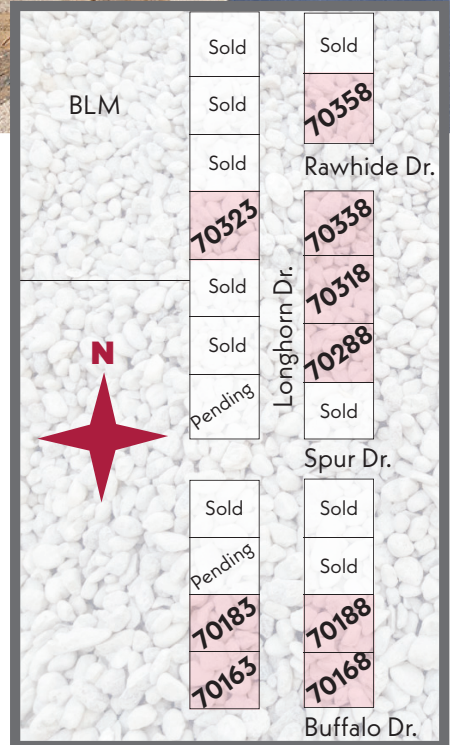 Sold
Sold
BLM
Sold
70358
Sold
Rawhide Dr.
70323
70338
Sold
70318
Longhorn Dr.
N
Sold
70288
Pending
Sold
Spur Dr.
Sold
Sold
Pending
Sold
70183
70188
70163
70168
Buffalo Dr.